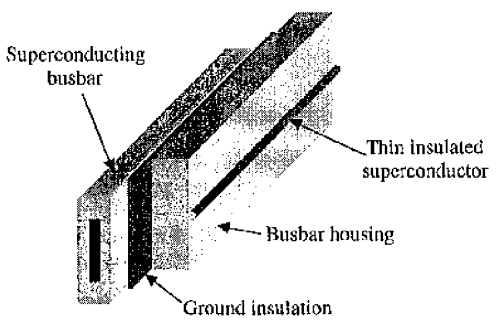 Superconducting
busbar
Thin insulated
superconductor
Busbar housing
Ground insulation